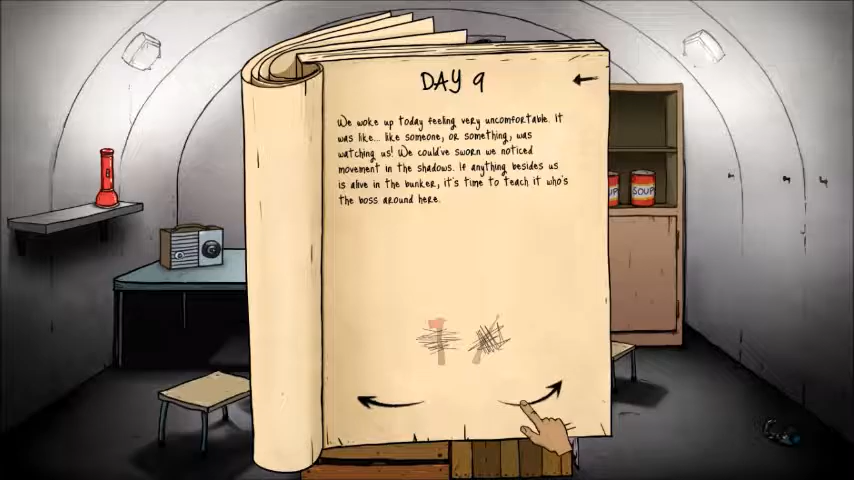 DAY 9
We woke up today feeling very uncomfortable. It
was like... like someone, or something, was
watching us! We could've sworn we noticed
movement in the shadows. If anything besides us
is alive in the bunker, it's time to teach it who's
the boss around here.
UP
SOUP